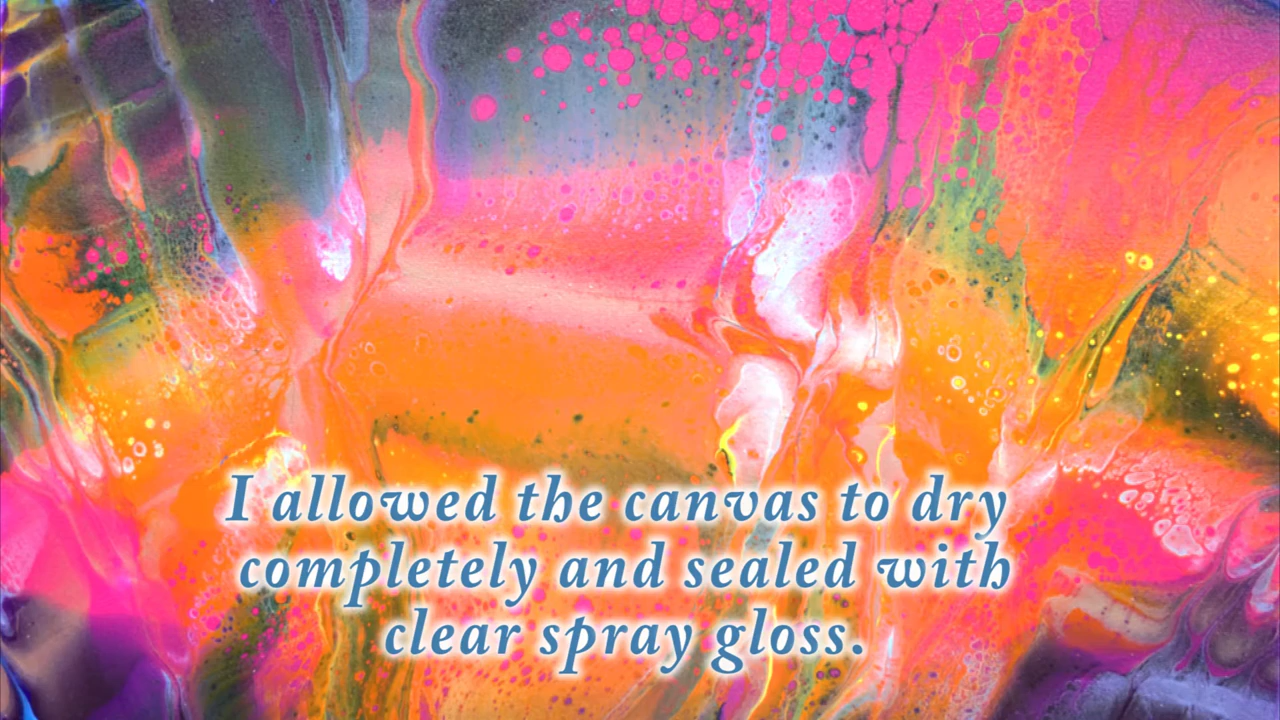 I allowed the canvas to dry
completely and sealed with
clear spray gloss.